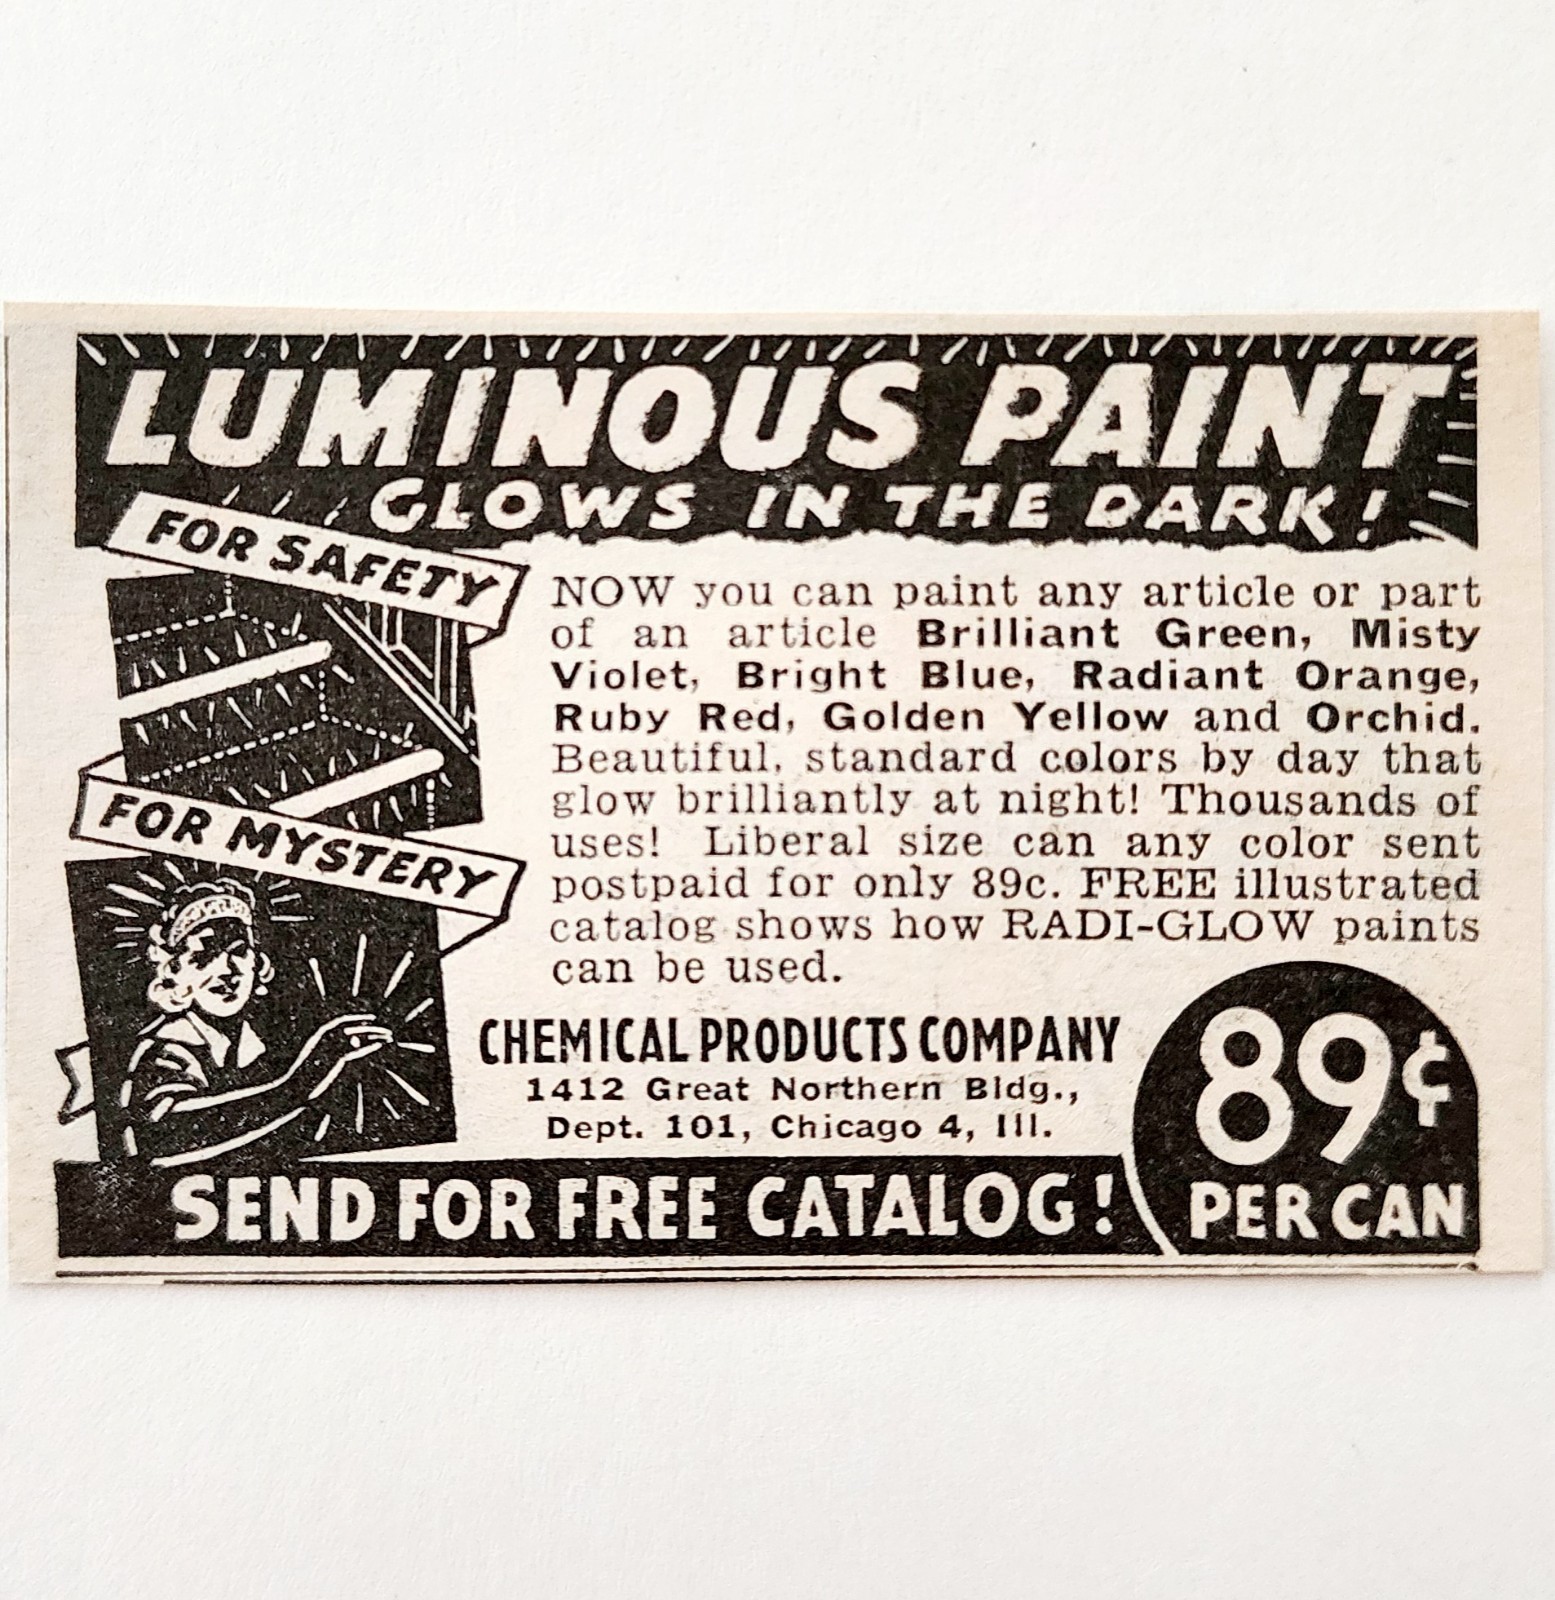 LUMINOUS PAINT
GLOWS IN THE DARK!
FOR SAFETY
FOR MYSTERY
NOW you can paint any article or part
of an article Brilliant Green, Misty
Violet, Bright Blue, Radiant Orange,
Ruby Red, Golden Yellow and Orchid.
Beautiful, standard colors by day that
glow brilliantly at night! Thousands of
uses! Liberal size can any color sent
postpaid for only 89c. FREE illustrated
catalog shows how RADI-GLOW paints
can be used.
CHEMICAL PRODUCTS COMPANY
1412 Great Northern Bldg.,
Dept. 101, Chicago 4, Ill.
89¢
PER CAN
SEND FOR FREE CATALOG!